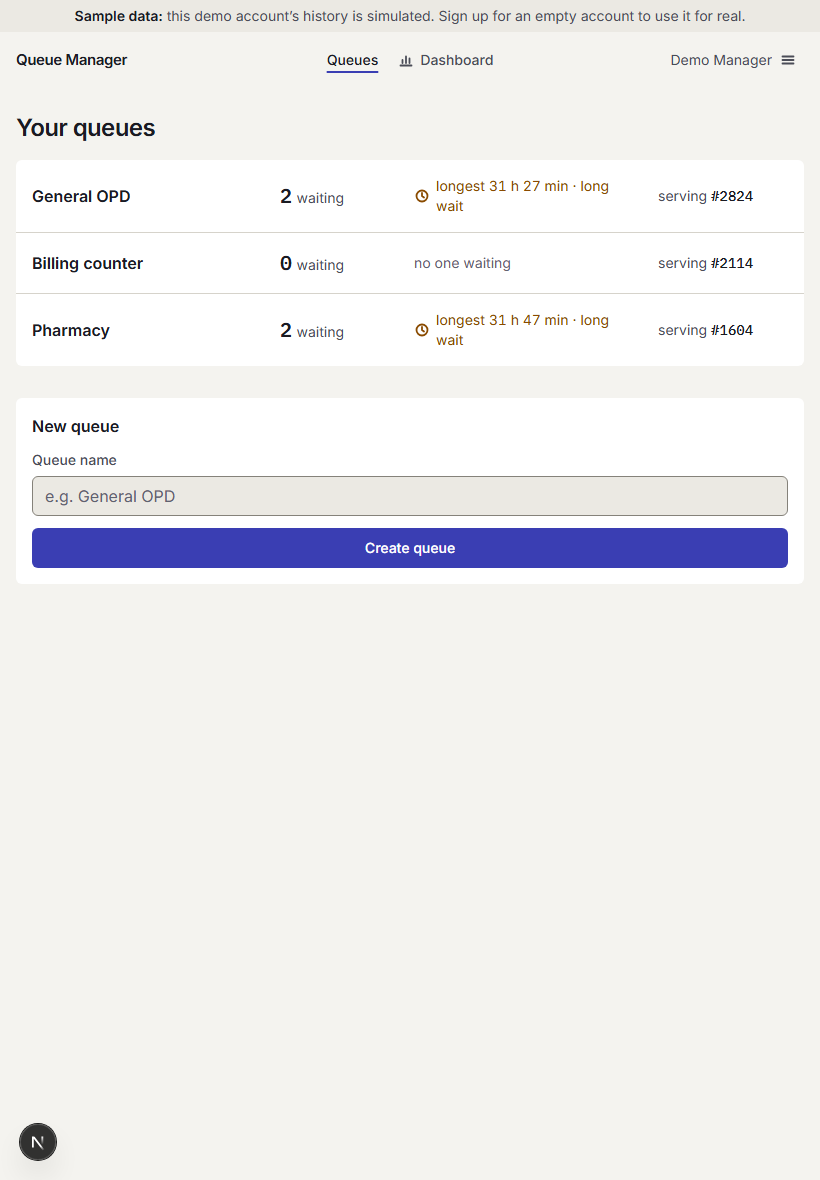 Sample data: this demo account’s history is simulated. Sign up for an empty account to use it for real.
Queue Manager
Queues
Dashboard
Demo Manager
Your queues
General OPD
2 waiting
longest 31 h 27 min · long
wait
serving #2824
Billing counter
0 waiting
no one waiting
serving #2114
Pharmacy
2 waiting
longest 31 h 47 min · long
wait
serving #1604
New queue
Queue name
e.g. General OPD
Create queue
N